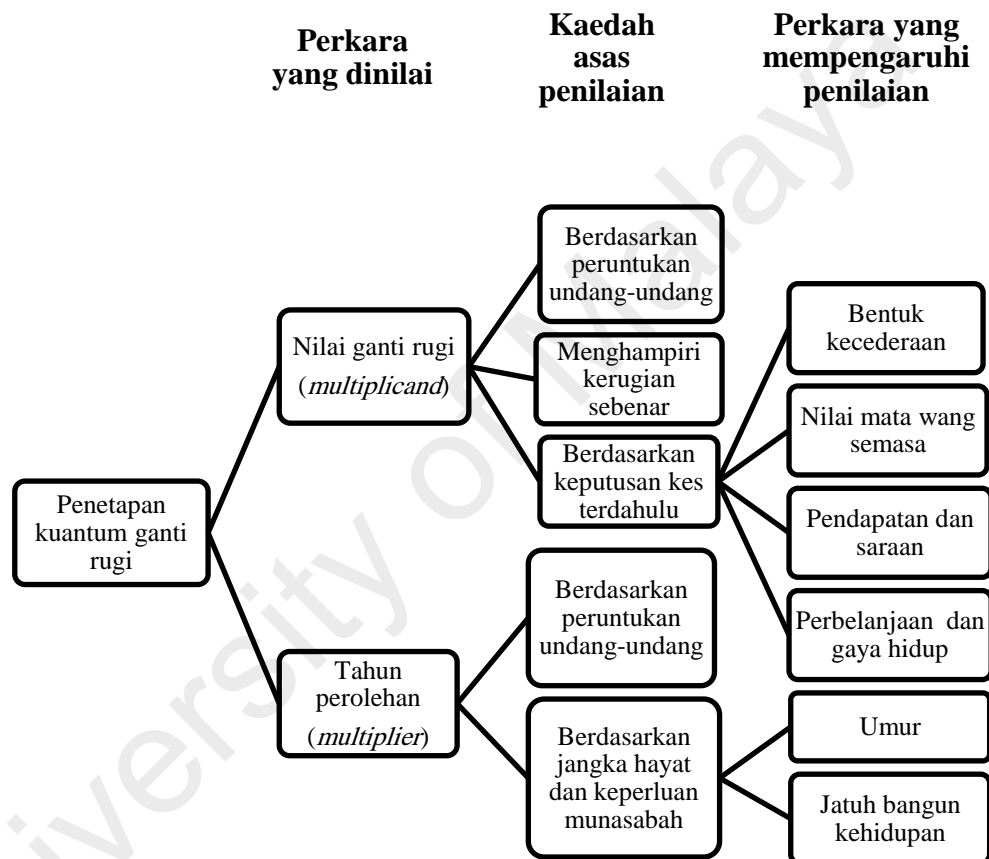 Perkara
yang dinilai
Kaedah
asas
penilaian
Perkara yang
mempengaruhi
penilaian
Penetapan
kuantum ganti
rugi
Nilai ganti rugi
(multiplicand)
Berdasarkan
peruntukan
undang-undang
Menghampiri
kerugian
sebenar
Berdasarkan
keputusan kes
terdahulu
Bentuk
kecederaan
Nilai mata wang
semasa
Pendapatan dan
saraan
Perbelanjaan dan
gaya hidup
Tahun
perolehan
(multiplier)
Berdasarkan
peruntukan
undang-undang
Berdasarkan
jangka hayat
dan keperluan
munasabah
Umur
Jatuh bangun
kehidupan
versity of Malaya